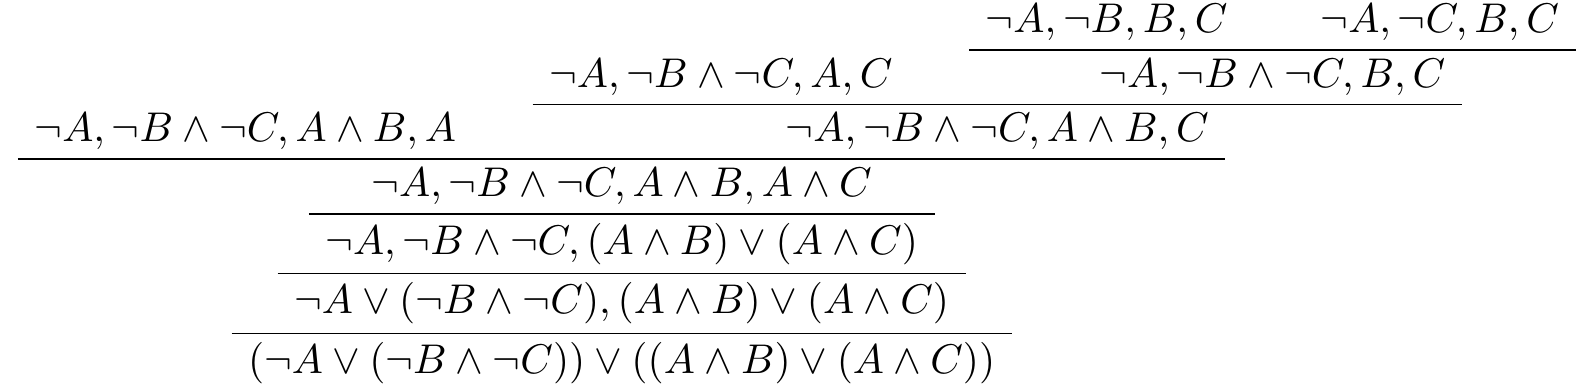 ¬A, ¬B, B, C ¬A, ¬C, B, C
¬A, ¬B ∧ ¬C, A, C ¬A, ¬B ∧ ¬C, B, C
¬A, ¬B ∧ ¬C, A ∧ B, A ¬A, ¬B ∧ ¬C, A ∧ B, C
¬A, ¬B ∧ ¬C, A ∧ B, A ∧ C
¬A, ¬B ∧ ¬C, (A ∧ B) ∨ (A ∧ C)
¬A ∨ (¬B ∧ ¬C), (A ∧ B) ∨ (A ∧ C)
(¬A ∨ (¬B ∧ ¬C)) ∨ ((A ∧ B) ∨ (A ∧ C))